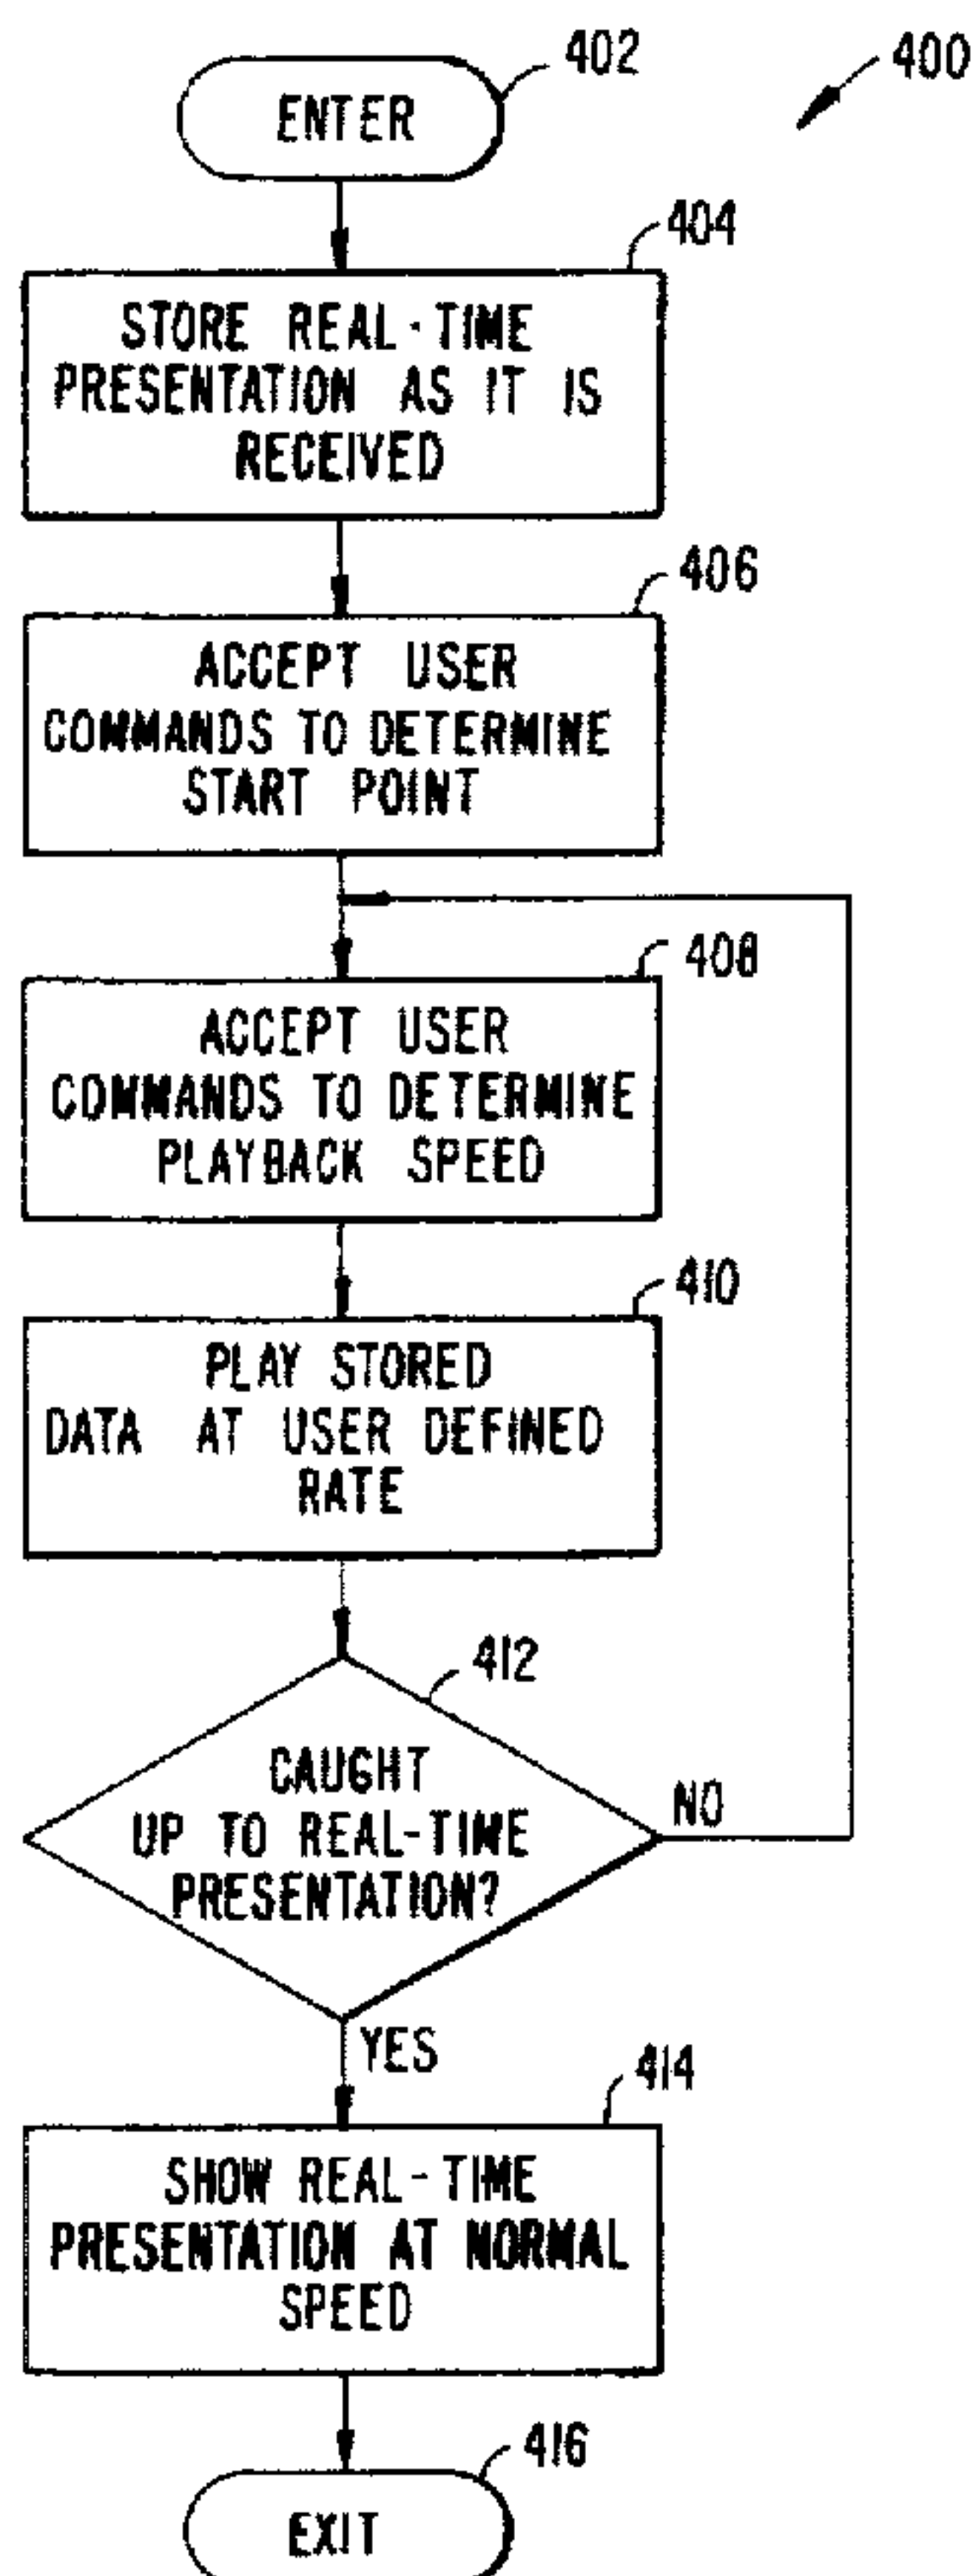 402
400
ENTER
404
STORE REAL-TIME
PRESENTATION AS IT IS
RECEIVED
406
ACCEPT USER
COMMANDS TO DETERMINE
START POINT
408
ACCEPT USER
COMMANDS TO DETERMINE
PLAYBACK SPEED
410
PLAY STORED
DATA AT USER DEFINED
RATE
412
CAUGHT
UP TO REAL-TIME
PRESENTATION?
NO
YES
414
SHOW REAL-TIME
PRESENTATION AT NORMAL
SPEED
416
EXIT